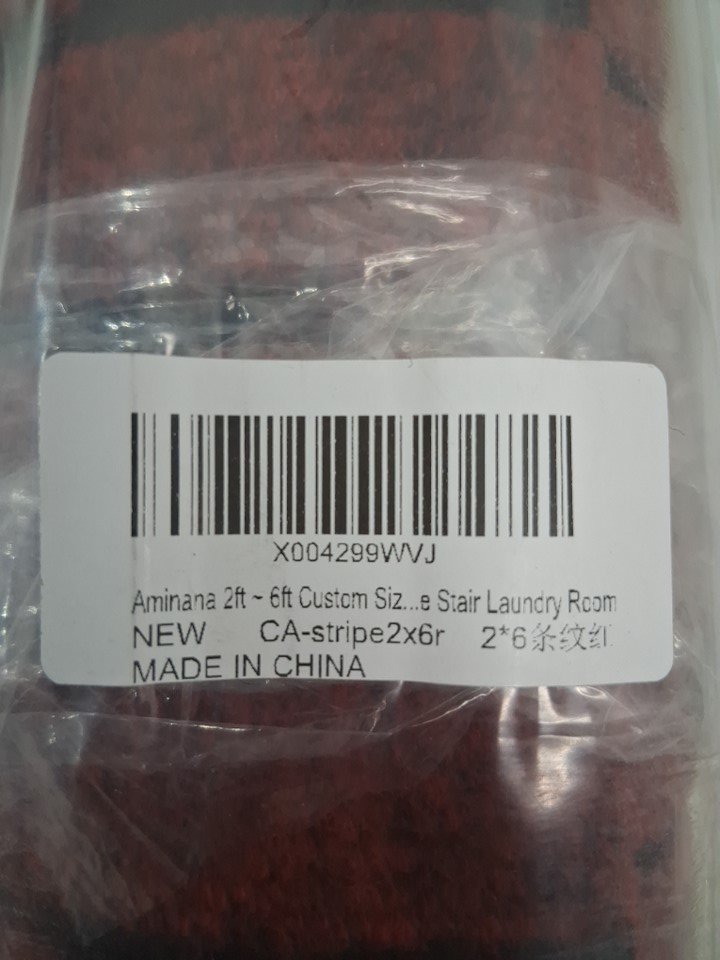 X004299WVJ
Aminana 2ft ~ 6ft Custom Siz...e Stair Laundry Room
NEW CA-stripe2x6r 2*6条纹红
MADE IN CHINA